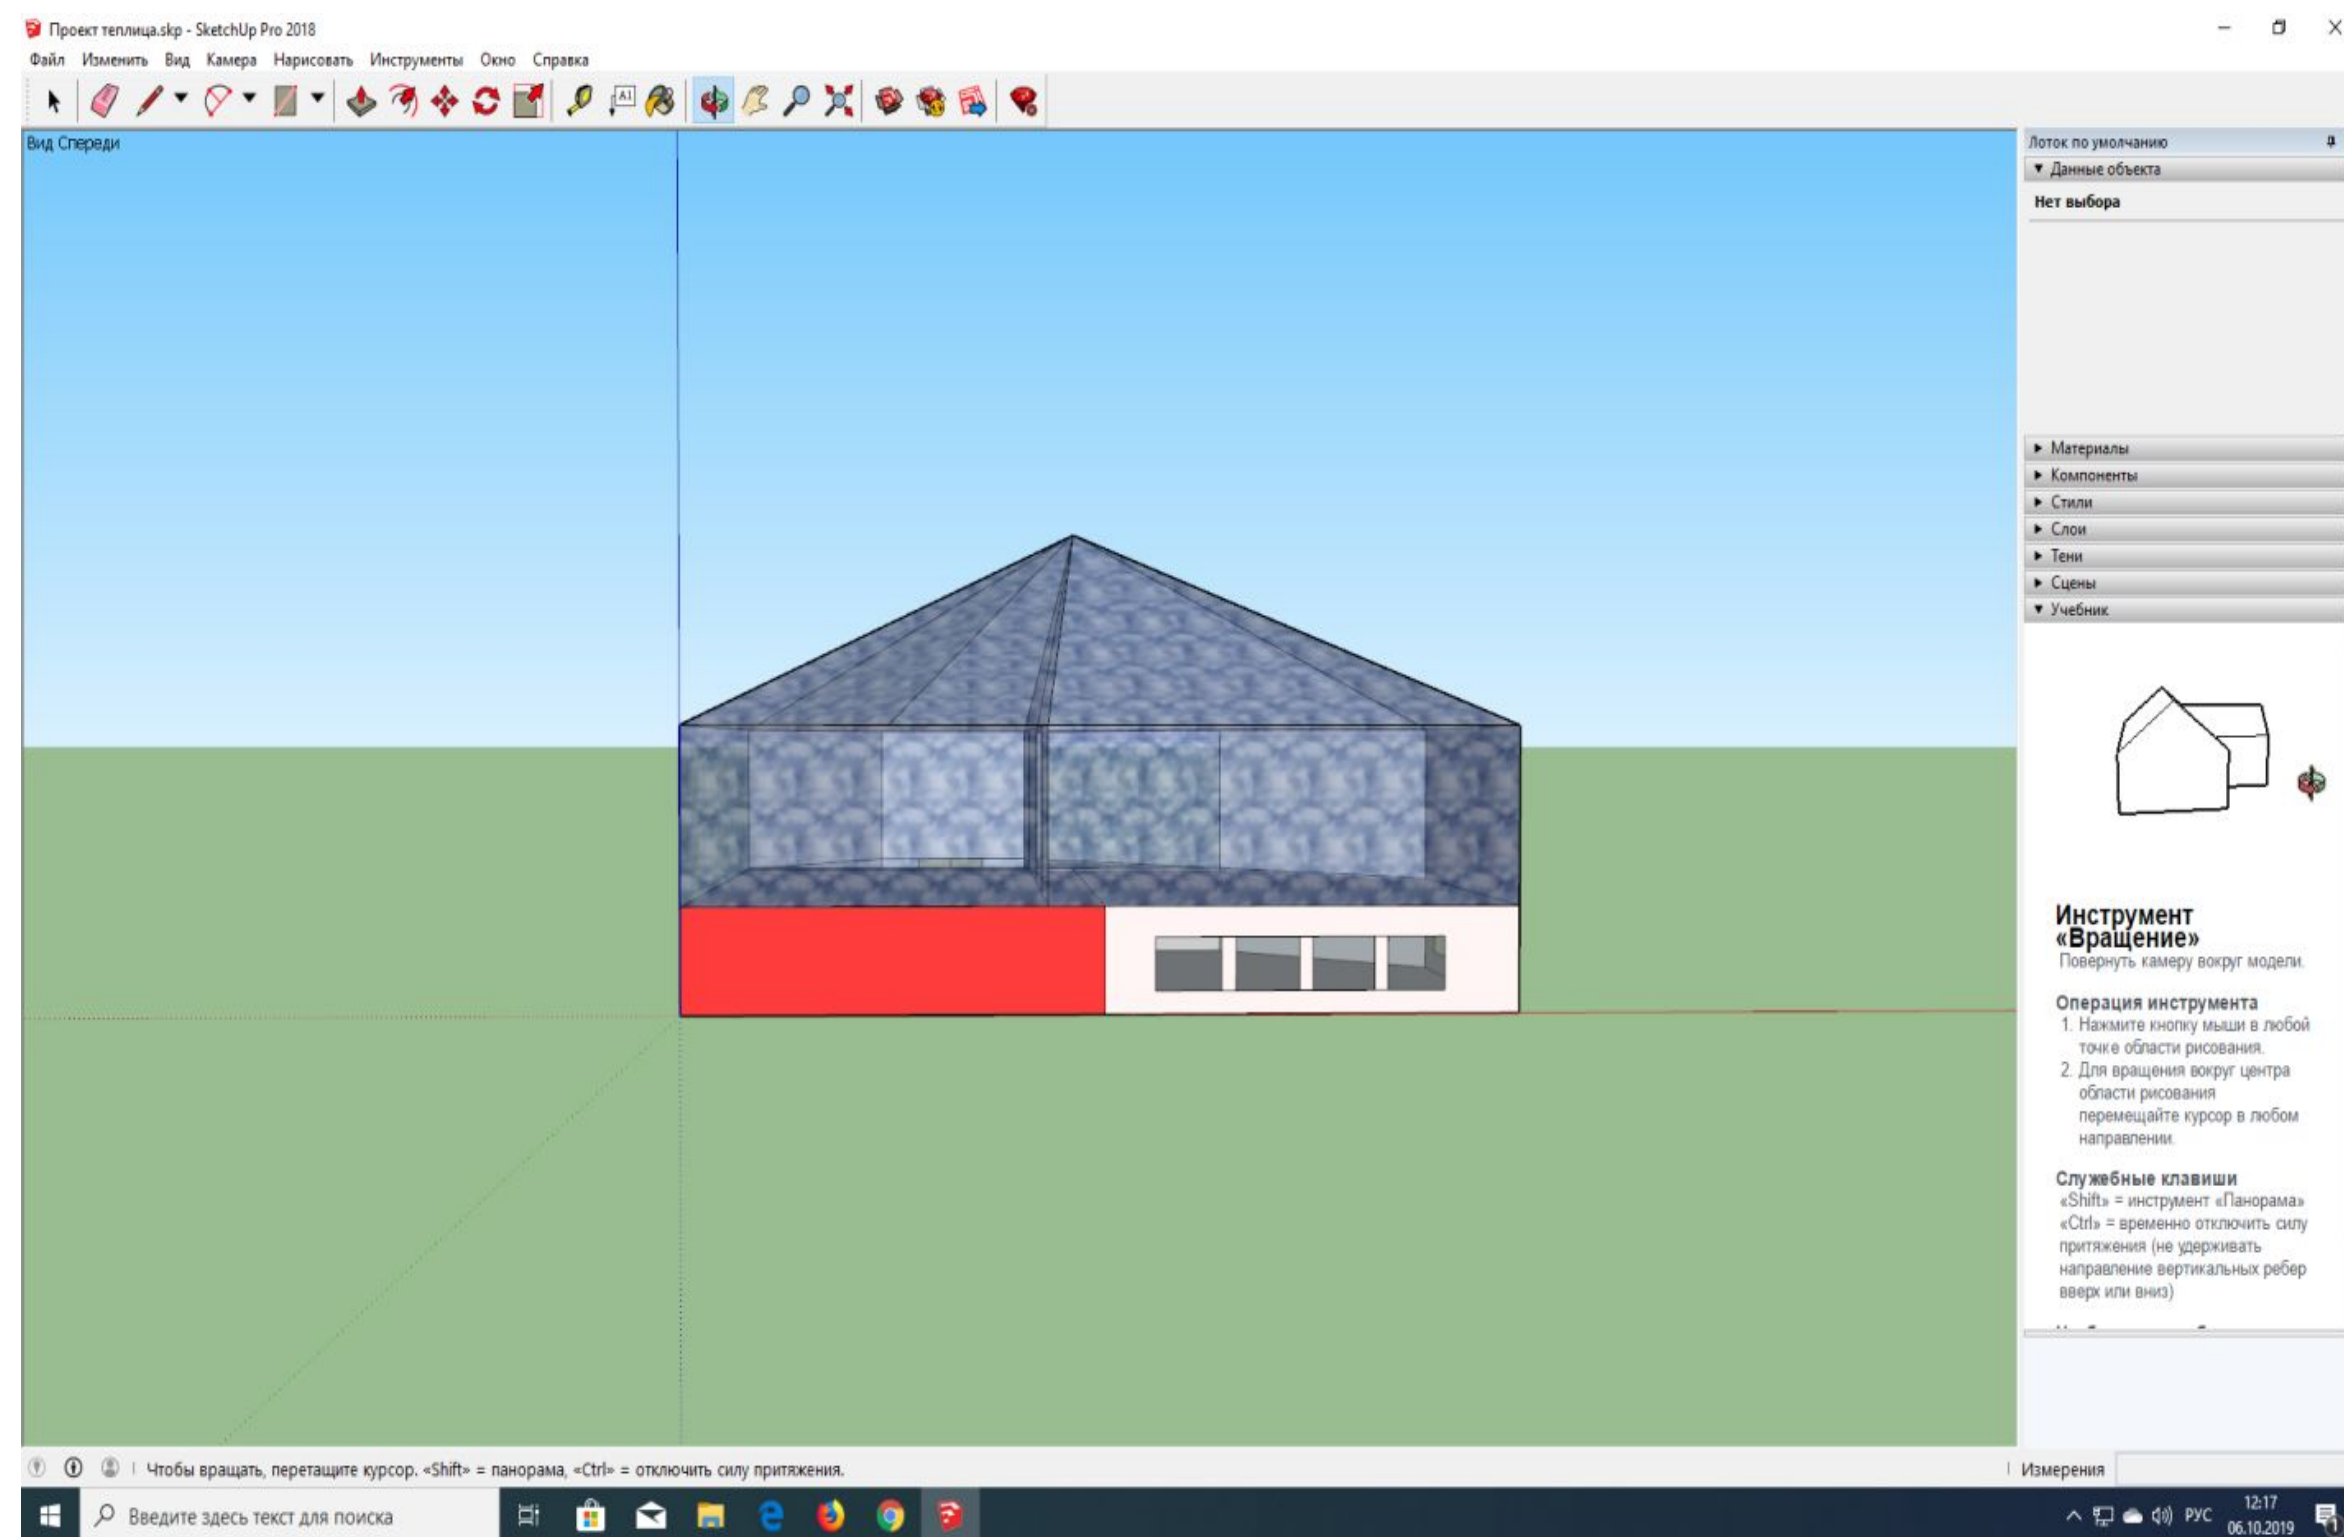 Проект теплица.skp - SketchUp Pro 2018
Файл Изменить Вид Камера Нарисовать Инструменты Окно Справка
A1
Вид Спереди
Лоток по умолчанию
Данные объекта
Нет выбора
Материалы
Компоненты
Стили
Слои
Тени
Сцены
Учебник
Инструмент
«Вращение»
Повернуть камеру вокруг модели.
Операция инструмента
1. Нажмите кнопку мыши в любой
точке области рисования.
2. Для вращения вокруг центра
области рисования
перемещайте курсор в любом
направлении.
Служебные клавиши
«Shift» = инструмент «Панорама»
«Ctrl» = временно отключить силу
притяжения (не удерживать
направление вертикальных ребер
вверх или вниз)
Чтобы вращать, перетащите курсор. «Shift» = панорама, «Ctrl» = отключить силу притяжения.
Измерения
Введите здесь текст для поиска
РУС
12:17
06.10.2019